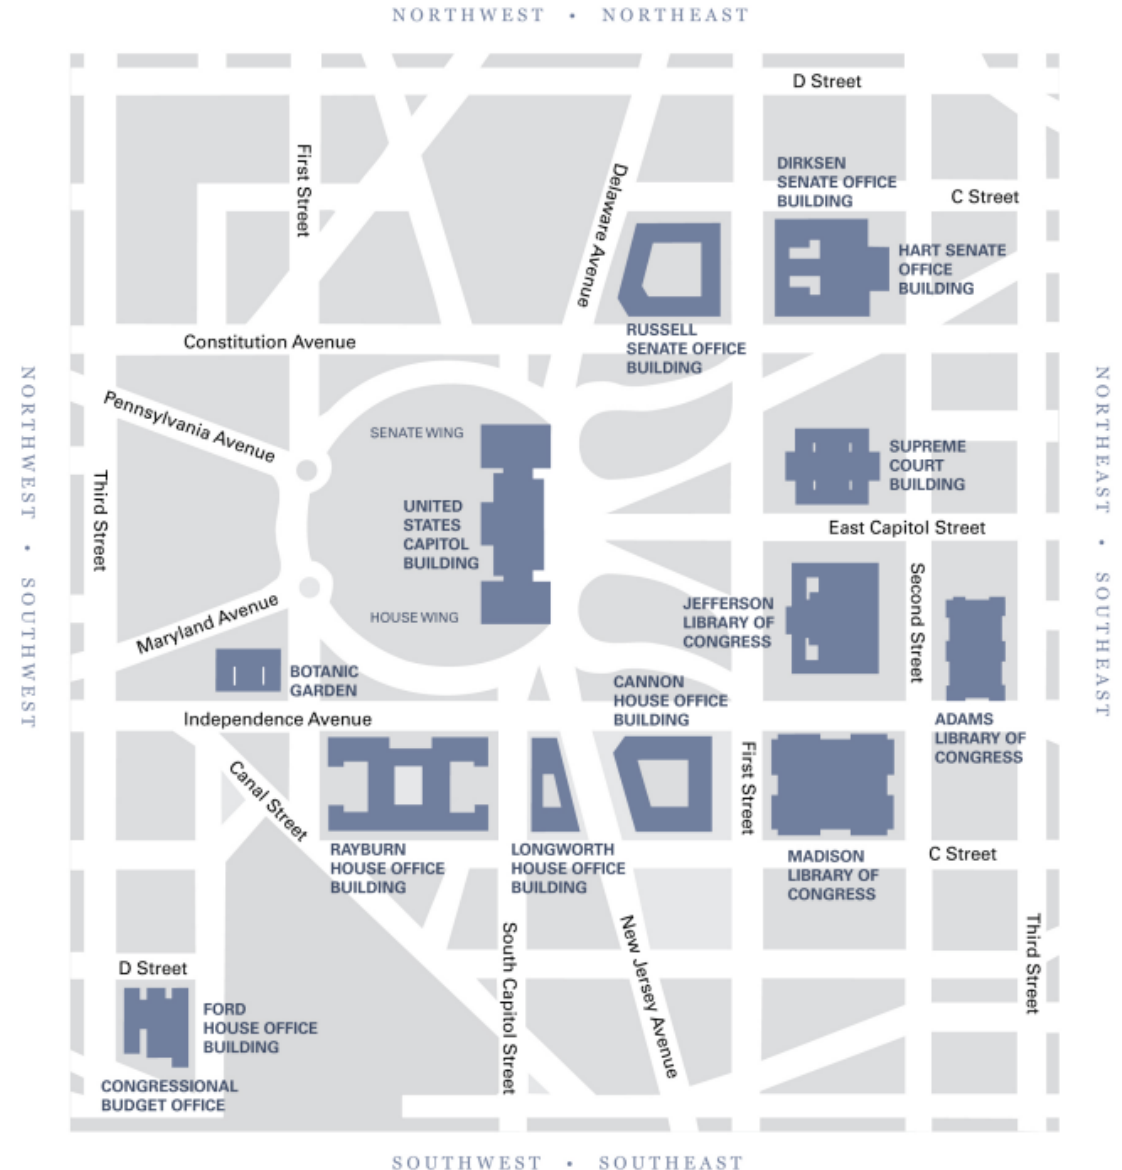 NORTHWEST • NORTHEAST
D Street
First Street
Delaware Avenue
DIRKSEN
SENATE OFFICE
BUILDING
C Street
HART SENATE
OFFICE
BUILDING
RUSSELL
SENATE OFFICE
BUILDING
Constitution Avenue
NORTHWEST • SOUTHWEST
NORTHEAST • SOUTHEAST
Pennsylvania Avenue
SENATE WING
SUPREME
COURT
BUILDING
Third Street
UNITED
STATES
CAPITOL
BUILDING
East Capitol Street
Second Street
Maryland Avenue
HOUSE WING
JEFFERSON
LIBRARY OF
CONGRESS
BOTANIC
GARDEN
CANNON
HOUSE OFFICE
BUILDING
Independence Avenue
ADAMS
LIBRARY OF
CONGRESS
Canal Street
First Street
RAYBURN
HOUSE OFFICE
BUILDING
LONGWORTH
HOUSE OFFICE
BUILDING
MADISON
LIBRARY OF
CONGRESS
C Street
South Capitol Street
New Jersey Avenue
Third Street
D Street
FORD
HOUSE OFFICE
BUILDING
CONGRESSIONAL
BUDGET OFFICE
SOUTHWEST • SOUTHEAST